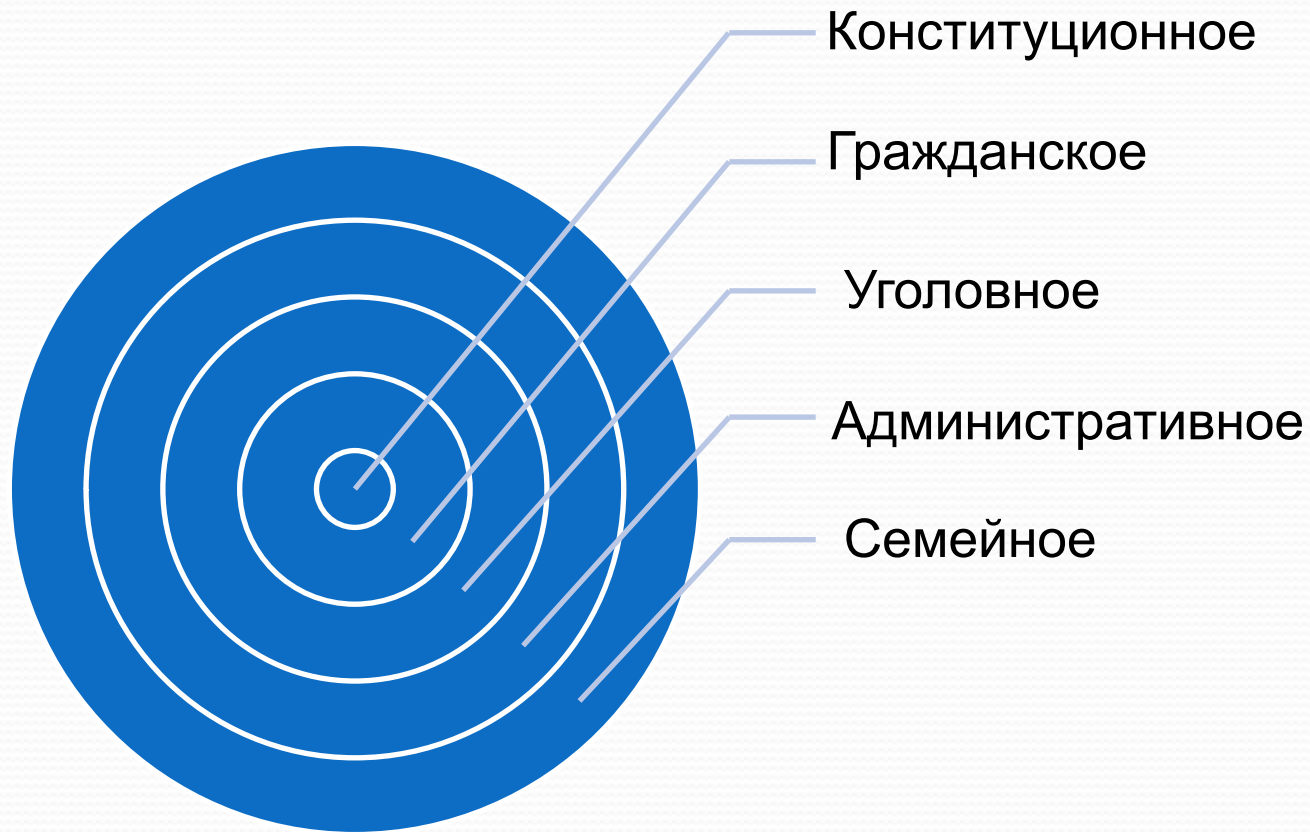 Конституционное
Гражданское
Уголовное
Административное
Семейное